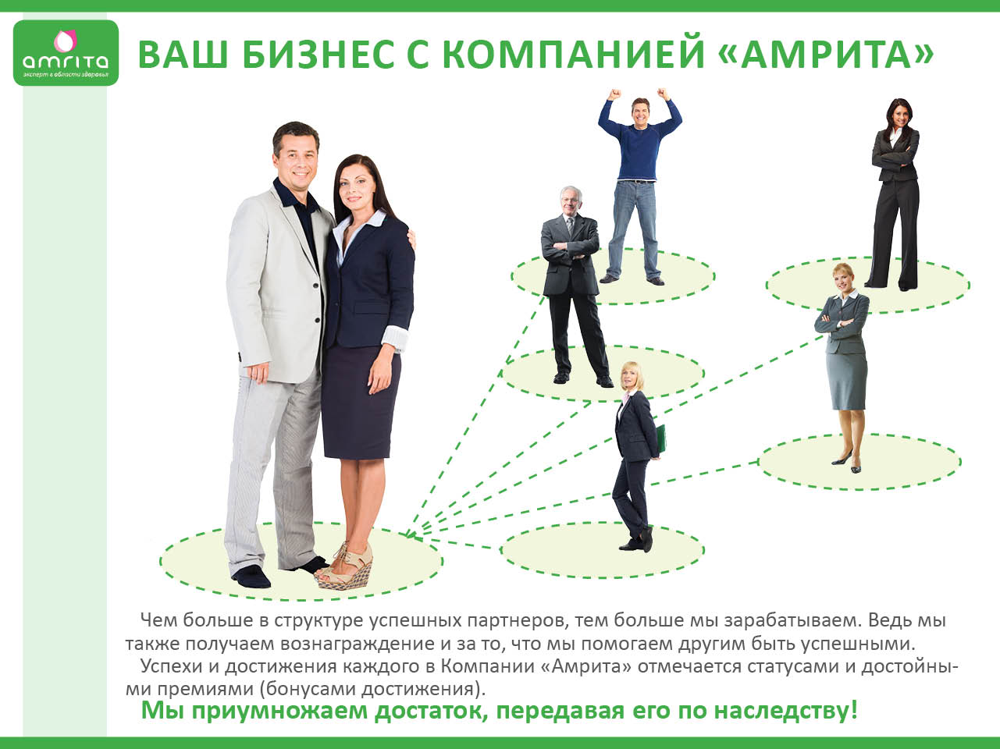 amrita
эксперт в области здоровья
ВАШ БИЗНЕС С КОМПАНИЕЙ «АМРИТА»
Чем больше в структуре успешных партнеров, тем больше мы зарабатываем. Ведь мы
также получаем вознаграждение и за то, что мы помогаем другим быть успешными.
Успехи и достижения каждого в Компании «Амрита» отмечается статусами и достойны-
ми премиями (бонусами достижения).
Мы приумножаем достаток, передавая его по наследству!